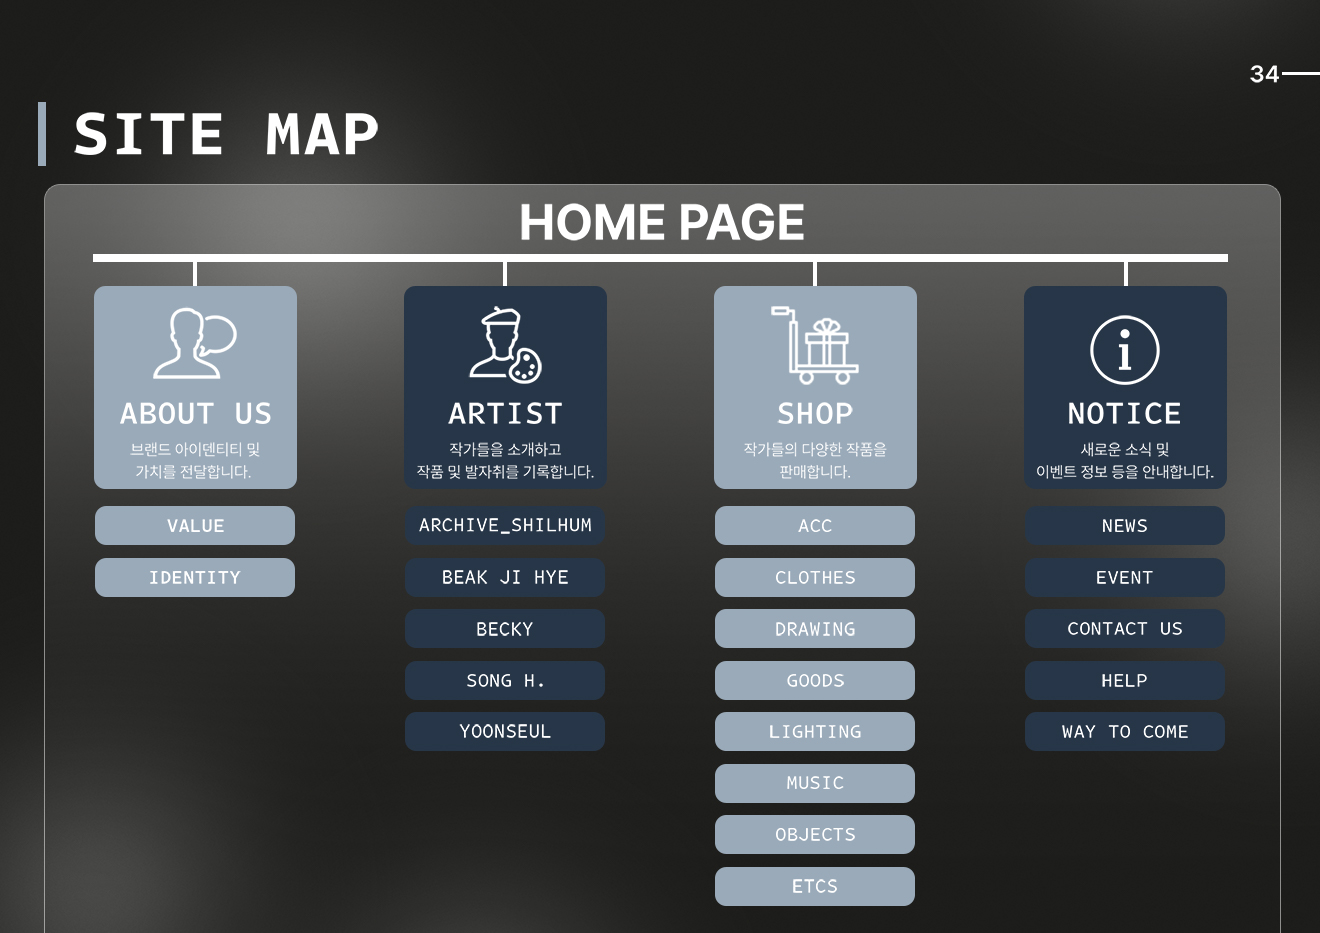 34
SITE MAP
HOME PAGE
ABOUT US
브랜드 아이덴티티 및
가치를 전달합니다.
VALUE
IDENTITY
ARTIST
작가들을 소개하고
작품 및 발자취를 기록합니다.
ARCHIVE_SHILHUM
BEAK JI HYE
BECKY
SONG H.
YOONSEUL
SHOP
작가들의 다양한 작품을
판매합니다.
ACC
CLOTHES
DRAWING
GOODS
LIGHTING
MUSIC
OBJECTS
ETCS
NOTICE
새로운 소식 및
이벤트 정보 등을 안내합니다.
NEWS
EVENT
CONTACT US
HELP
WAY TO COME